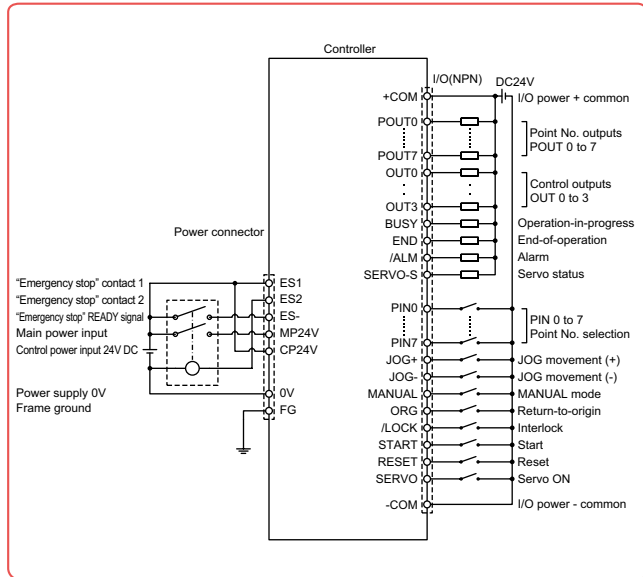 Controller
I/O(NPN)
DC24V
+COM
I/O power + common
POUT0
Point No. outputs
POUT 0 to 7
POUT7
OUT0
Control outputs
OUT 0 to 3
OUT3
BUSY
Operation-in-progress
Power connector
END
End-of-operation
/ALM
Alarm
SERVO-S
Servo status
"Emergency stop" contact 1
ES1
"Emergency stop" contact 2
ES2
"Emergency stop" READY signal
ES-
Main power input
MP24V
Control power input 24V DC
CP24V
Power supply 0V
0V
Frame ground
FG
PIN0
PIN 0 to 7
Point No. selection
PIN7
JOG+
JOG movement (+)
JOG-
JOG movement (-)
MANUAL
MANUAL mode
ORG
Return-to-origin
/LOCK
Interlock
START
Start
RESET
Reset
SERVO
Servo ON
-COM
I/O power - common